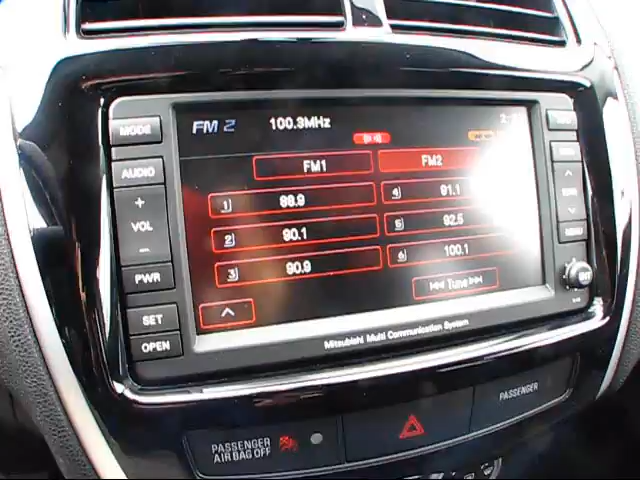 FM 2 100.3MHz
MODE
FM1 FM2
AUDIO
1 88.9 4 91.1
+
VOL
2 90.1 5 92.5
-
3 90.9 6 100.1
PWR
Tune
SET
OPEN
MENU
Mitsubishi Multi Communication System
PASSENGER
AIR BAG OFF
PASSENGER